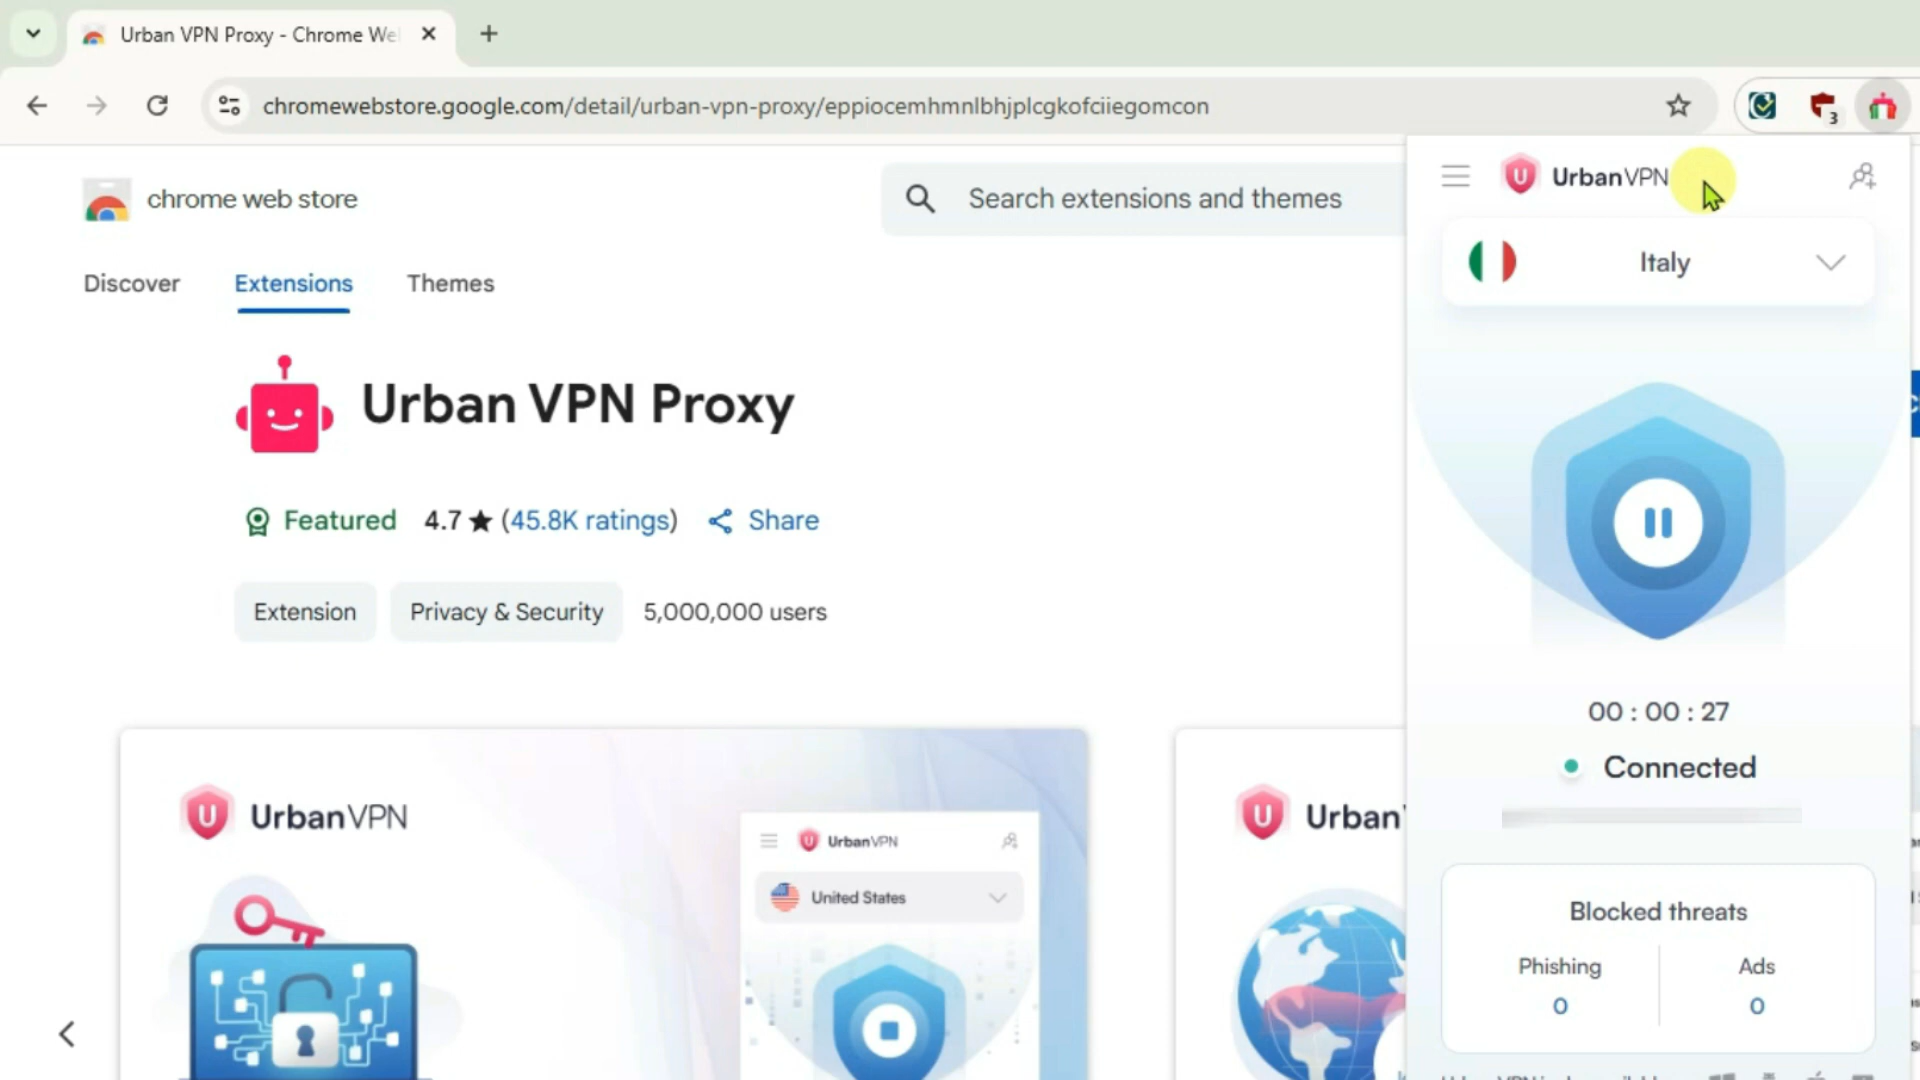 Urban VPN Proxy - Chrome We
chromewebstore.google.com/detail/urban-vpn-proxy/eppiocemhmnlbhjplcgkofciiegomcon
3
chrome web store
Search extensions and themes
Discover
Extensions
Themes
Urban VPN Proxy
Featured
4.7 ★ (45.8K ratings)
Share
Extension
Privacy & Security
5,000,000 users
U UrbanVPN
U UrbanVPN
United States
U Urban
U UrbanVPN
Italy
00 : 00 : 27
Connected
Blocked threats
Phishing
Ads
0
0